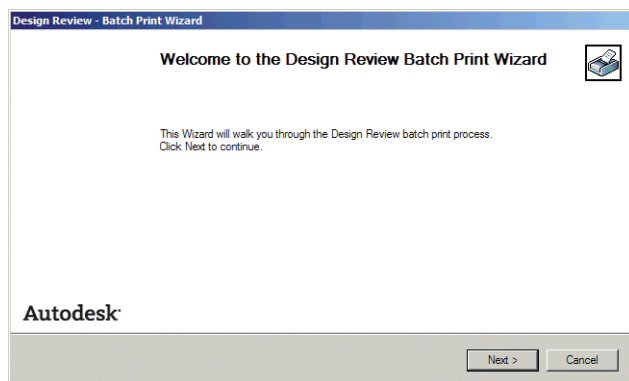 Design Review - Batch Print Wizard
Welcome to the Design Review Batch Print Wizard
This Wizard will walk you through the Design Review batch print process.
Click Next to continue.
Autodesk
Next >
Cancel